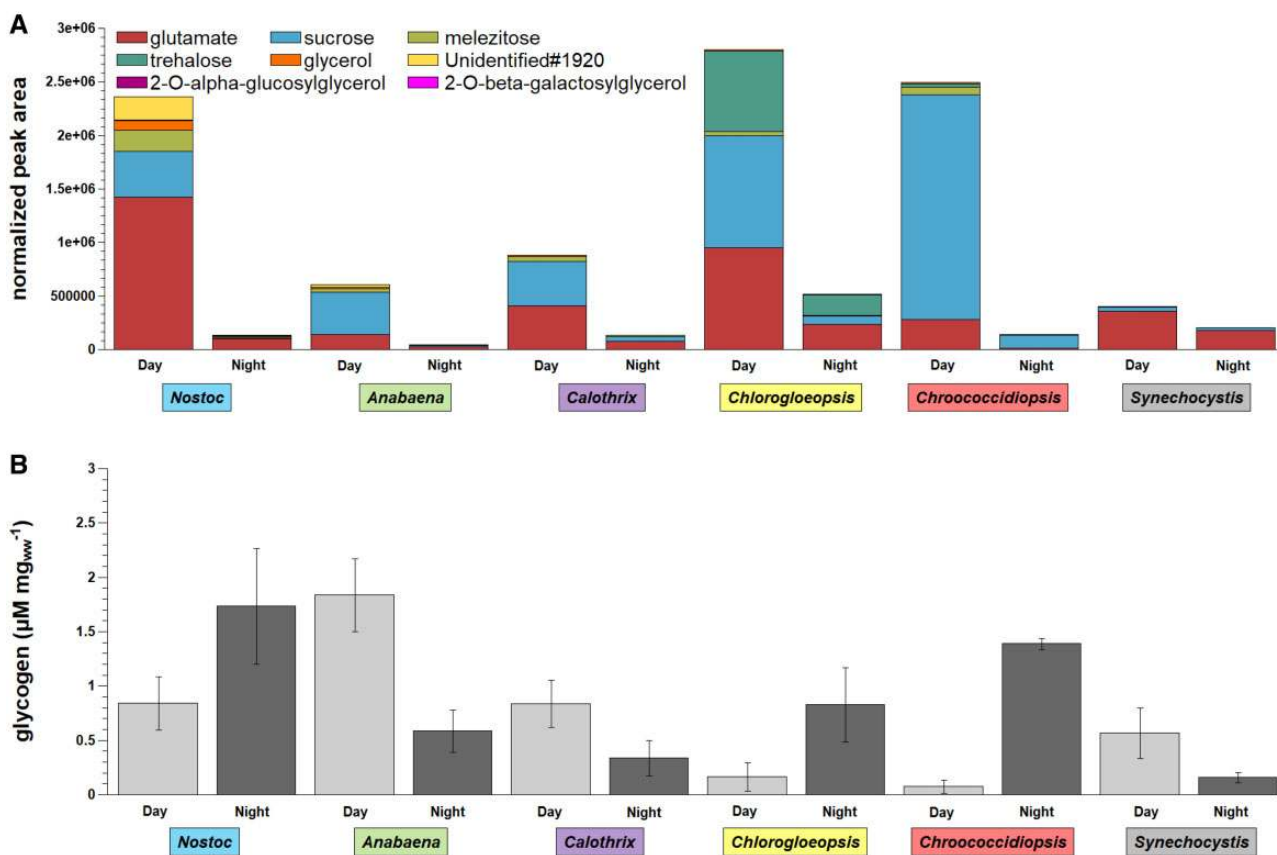 A
glutamate sucrose melezitose
trehalose glycerol Unidentified#1920
2-O-alpha-glucosylglycerol 2-O-beta-galactosylglycerol
normalized peak area
3e+06
2.5e+06
2e+06
1.5e+06
1e+06
500000
0
Day Night Day Night Day Night Day Night Day Night Day Night
Nostoc Anabaena Calothrix Chlorogloeopsis Chroococcidiopsis Synechocystis
B
glycogen (µM mgww-1)
3
2.5
2
1.5
1
0.5
0
Day Night Day Night Day Night Day Night Day Night Day Night
Nostoc Anabaena Calothrix Chlorogloeopsis Chroococcidiopsis Synechocystis